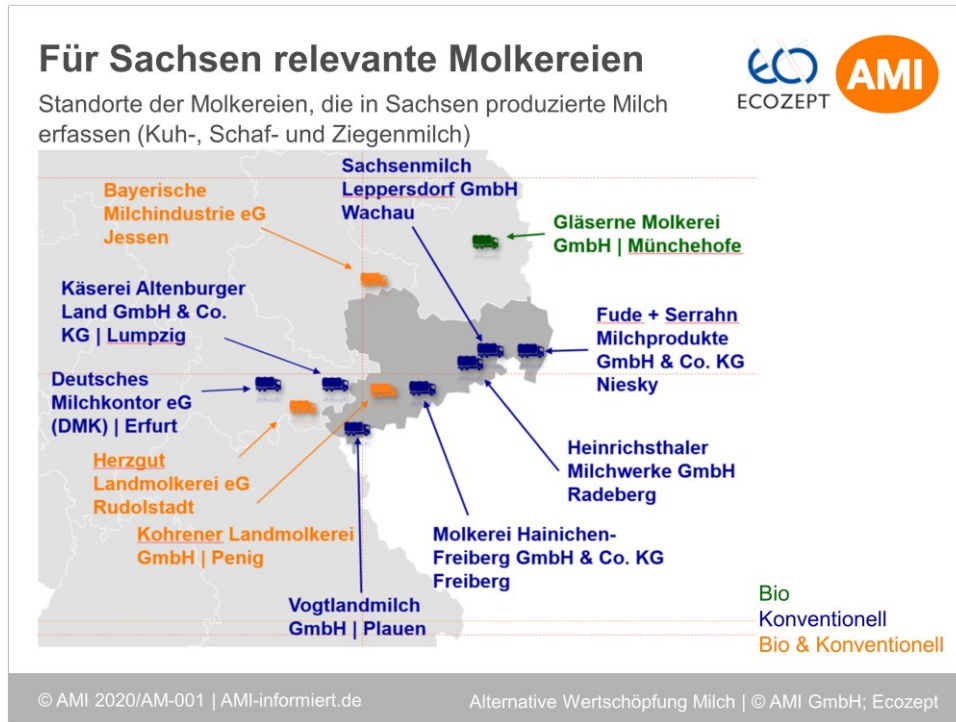 Für Sachsen relevante Molkereien
Standorte der Molkereien, die in Sachsen produzierte Milch
erfassen (Kuh-, Schaf- und Ziegenmilch)
ECOZEPT
AMI
Bayerische
Milchindustrie eG
Jessen
Sachsenmilch
Leppersdorf GmbH
Wachau
Gläserne Molkerei
GmbH | Münchehofe
Käserei Altenburger
Land GmbH & Co.
KG | Lumpzig
Fude + Serrahn
Milchprodukte
GmbH & Co. KG
Niesky
Deutsches
Milchkontor eG
(DMK) | Erfurt
Herzgut
Landmolkerei eG
Rudolstadt
Heinrichsthaler
Milchwerke GmbH
Radeberg
Kohrener Landmolkerei
GmbH | Penig
Molkerei Hainichen-
Freiberg GmbH & Co. KG
Freiberg
Vogtlandmilch
GmbH | Plauen
Bio
Konventionell
Bio & Konventionell
© AMI 2020/AM-001 | AMI-informiert.de
Alternative Wertschöpfung Milch | © AMI GmbH; Ecozept